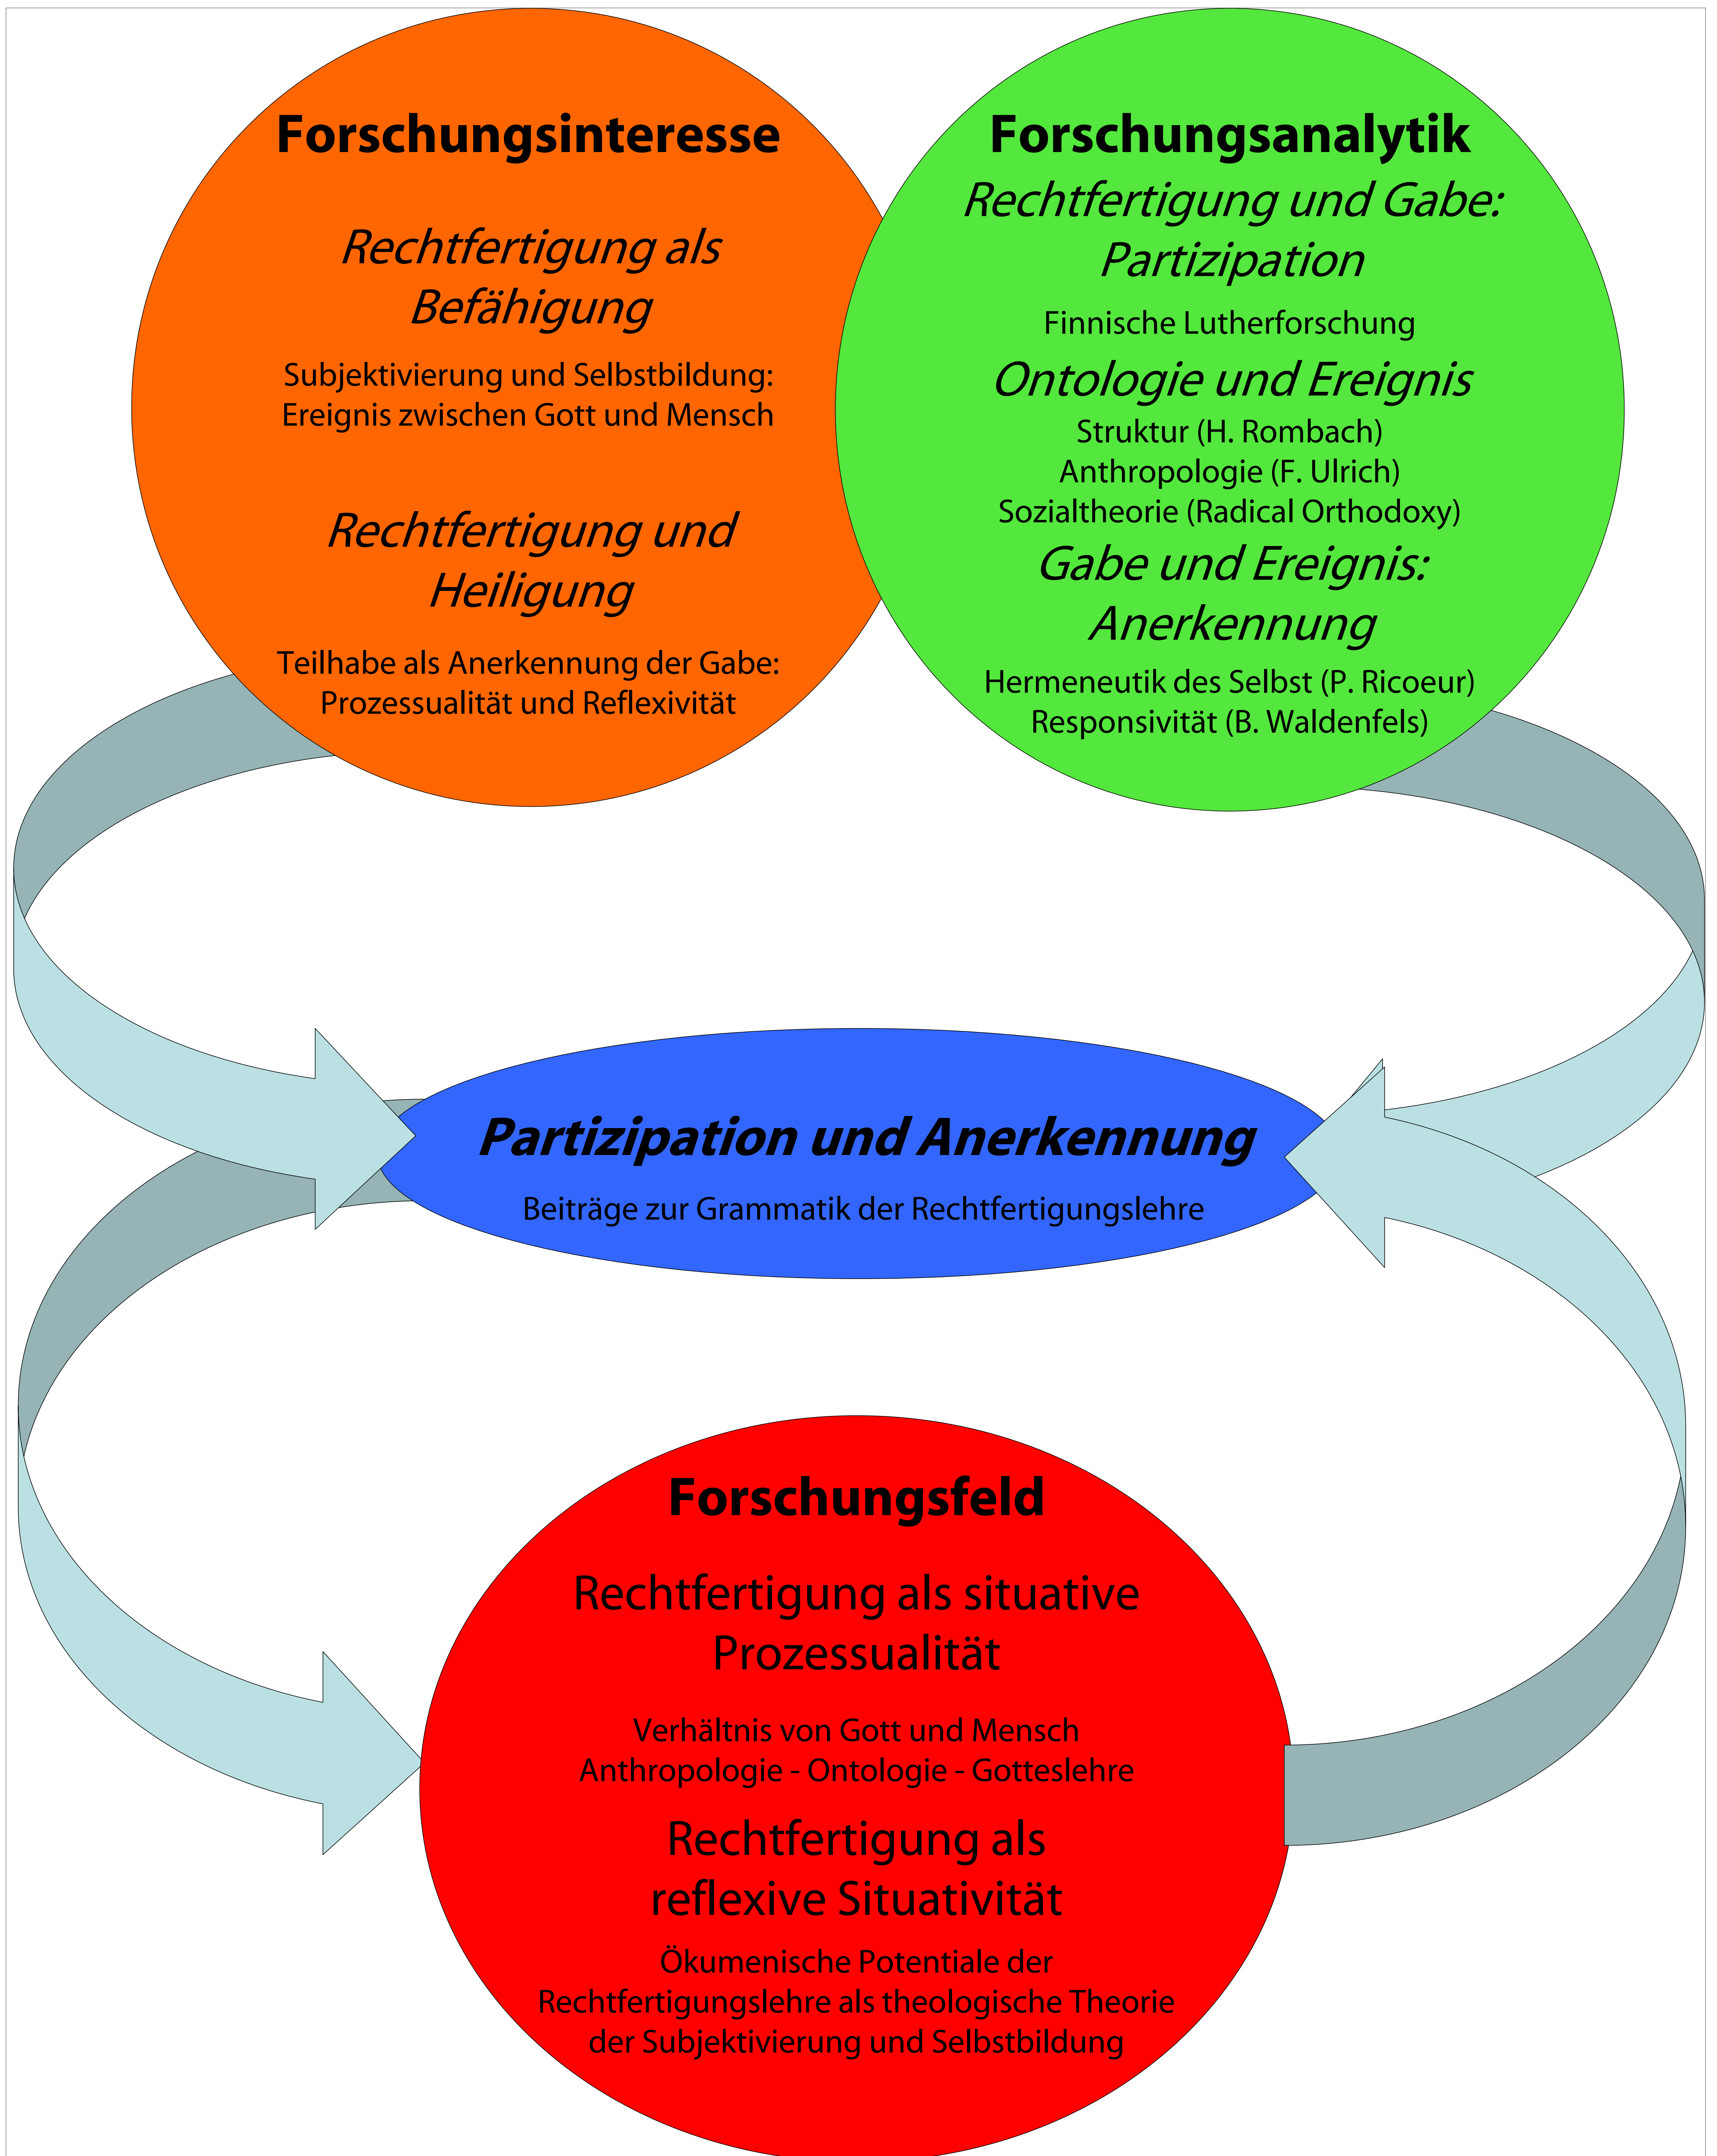 Forschungsinteresse
Rechtfertigung als
Befähigung
Subjektivierung und Selbstbildung:
Ereignis zwischen Gott und Mensch
Rechtfertigung und
Heiligung
Teilhabe als Anerkennung der Gabe:
Prozessualität und Reflexivität
Forschungsanalytik
Rechtfertigung und Gabe:
Partizipation
Finnische Lutherforschung
Ontologie und Ereignis
Struktur (H. Rombach)
Anthropologie (F. Ulrich)
Sozialtheorie (Radical Orthodoxy)
Gabe und Ereignis:
Anerkennung
Hermeneutik des Selbst (P. Ricoeur)
Responsivität (B. Waldenfels)
Partizipation und Anerkennung
Beiträge zur Grammatik der Rechtfertigungslehre
Forschungsfeld
Rechtfertigung als situative
Prozessualität
Verhältnis von Gott und Mensch
Anthropologie - Ontologie - Gotteslehre
Rechtfertigung als
reflexive Situativität
Ökumenische Potentiale der
Rechtfertigungslehre als theologische Theorie
der Subjektivierung und Selbstbildung